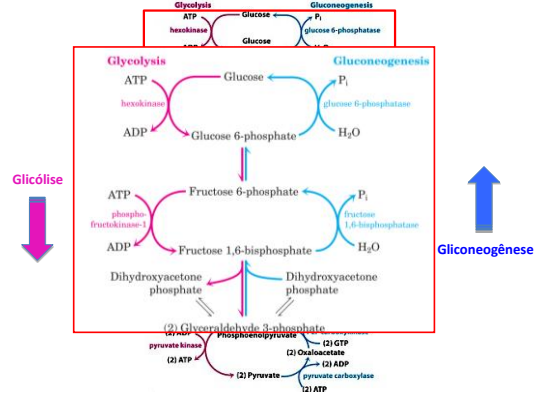 Glycolysis Gluconeogenesis
ATP Glucose Pi
hexokinase glucose 6-phosphatase
Glucose
Glycolysis Gluconeogenesis
ATP Glucose Pi
hexokinase glucose 6-phosphatase
ADP Glucose 6-phosphate H2O
Glicólise
ATP Fructose 6-phosphate Pi
phospho-
fructokinase-1
fructose
1,6-bisphosphatase
ADP Fructose 1,6-bisphosphate H2O
Gliconeogênese
Dihydroxyacetone
phosphate
Dihydroxyacetone
phosphate
(2) Glyceraldehyde 3-phosphate
(2) ADP Phosphoenolpyruvate
(2) GTP
pyruvate kinase (2) Oxaloacetate
(2) ATP (2) ADP
(2) Pyruvate pyruvate carboxylase
(2) ATP